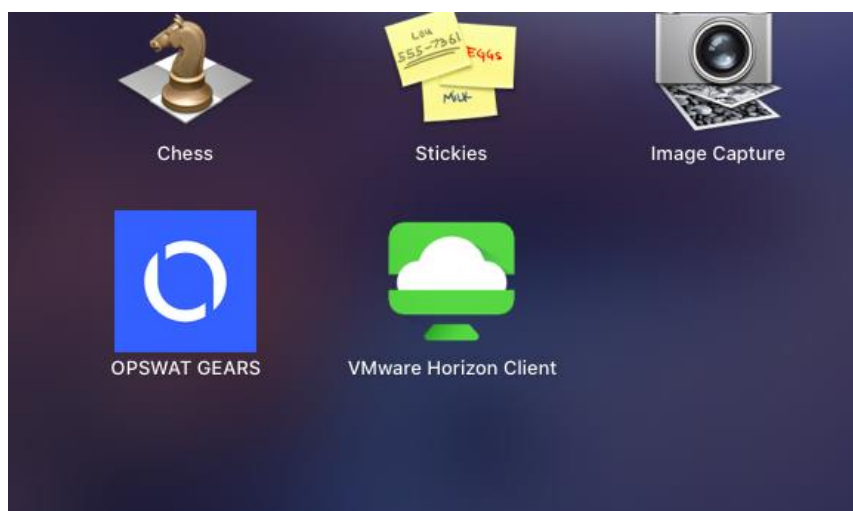 Lou
555-7361
EGGS
MILK
Chess
Stickies
Image Capture
OPSWAT GEARS
VMware Horizon Client